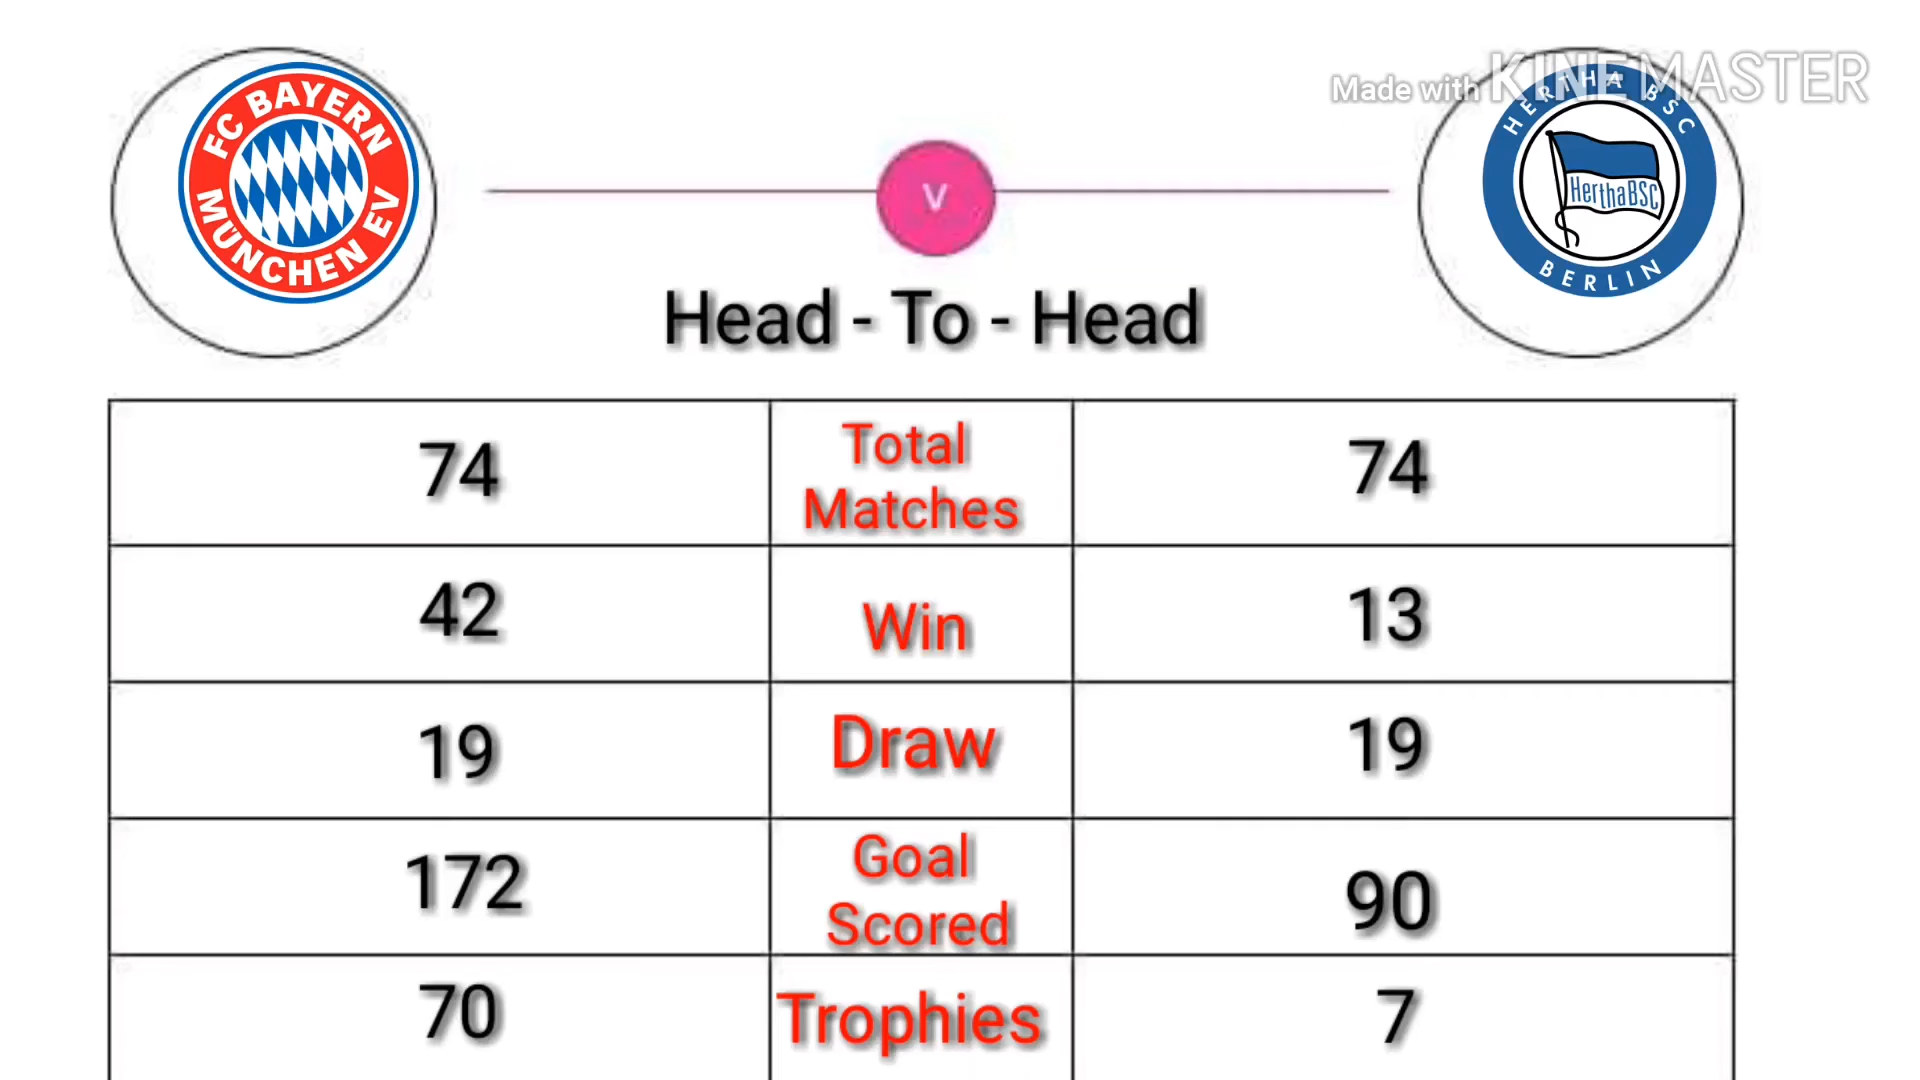 Made with KINEMASTER
FC BAYERN
MÜNCHEN EV
V
HERTHA BSC
HerthaBSC
BERLIN
Head - To - Head
74 Total Matches 74
42 Win 13
19 Draw 19
172 Goal Scored 90
70 Trophies 7